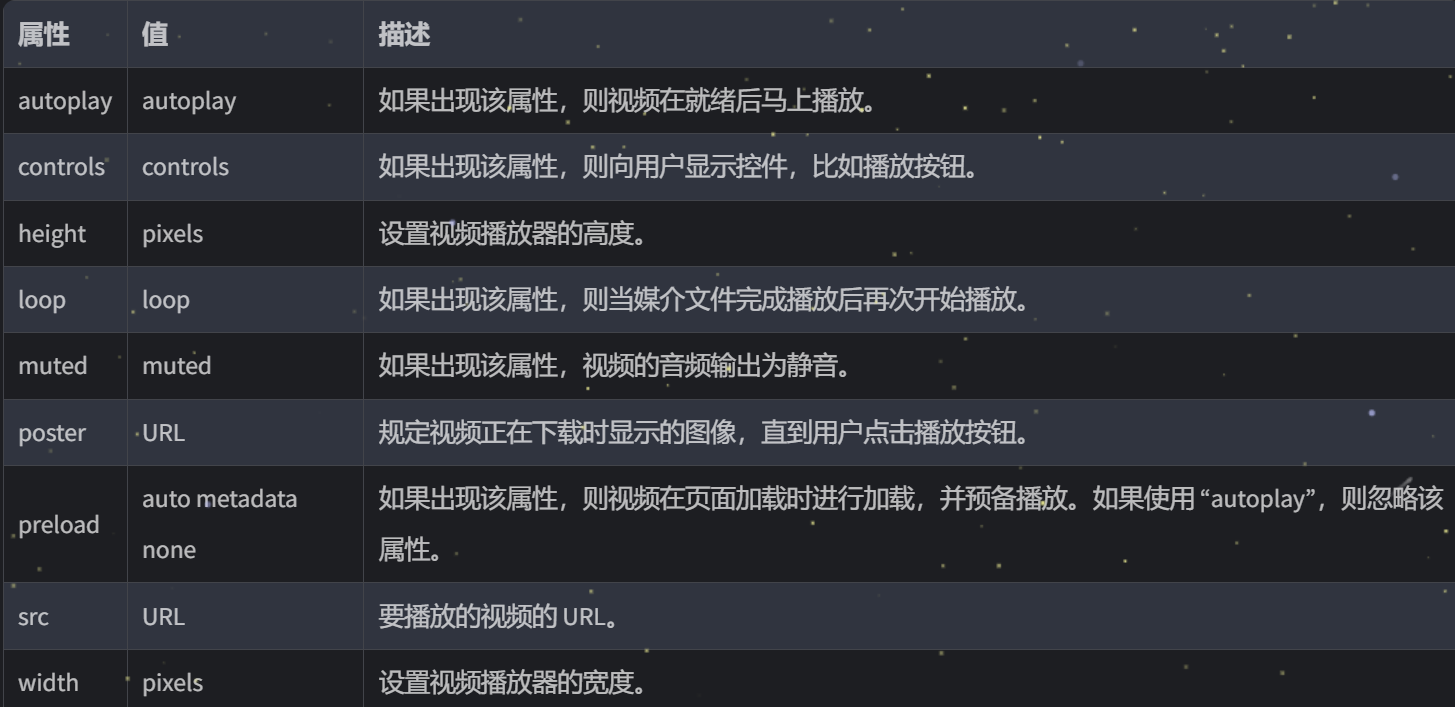 属性 值 描述
autoplay autoplay 如果出现该属性，则视频在就绪后马上播放。
controls controls 如果出现该属性，则向用户显示控件，比如播放按钮。
height pixels 设置视频播放器的高度。
loop loop 如果出现该属性，则当媒介文件完成播放后再次开始播放。
muted muted 如果出现该属性，视频的音频输出为静音。
poster URL 规定视频正在下载时显示的图像，直到用户点击播放按钮。
preload auto metadata 如果出现该属性，则视频在页面加载时进行加载，并预备播放。如果使用 “autoplay”，则忽略该
none 属性。
src URL 要播放的视频的 URL。
width pixels 设置视频播放器的宽度。